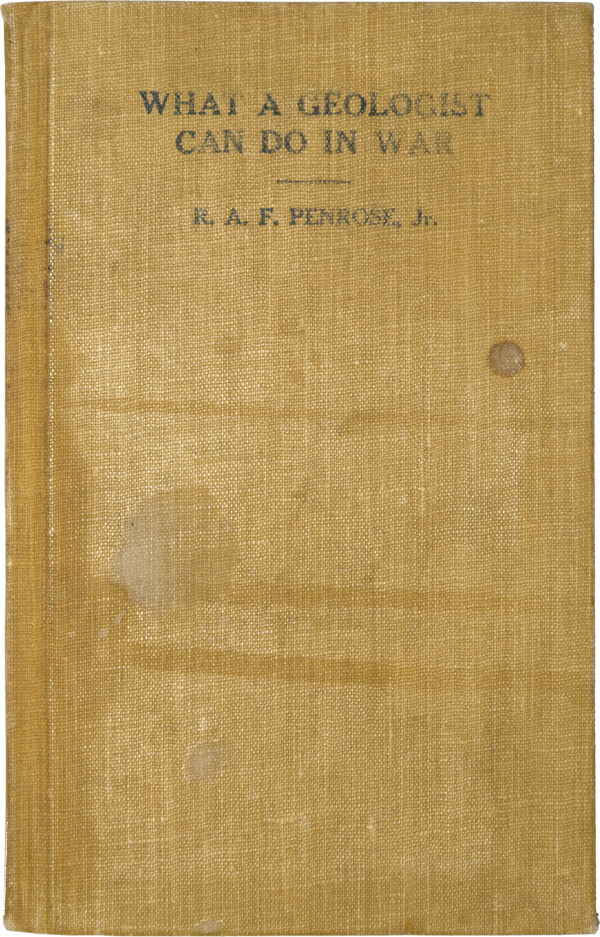 WHAT A GEOLOGIST
CAN DO IN WAR
R. A. F. PENROSE, Jr.